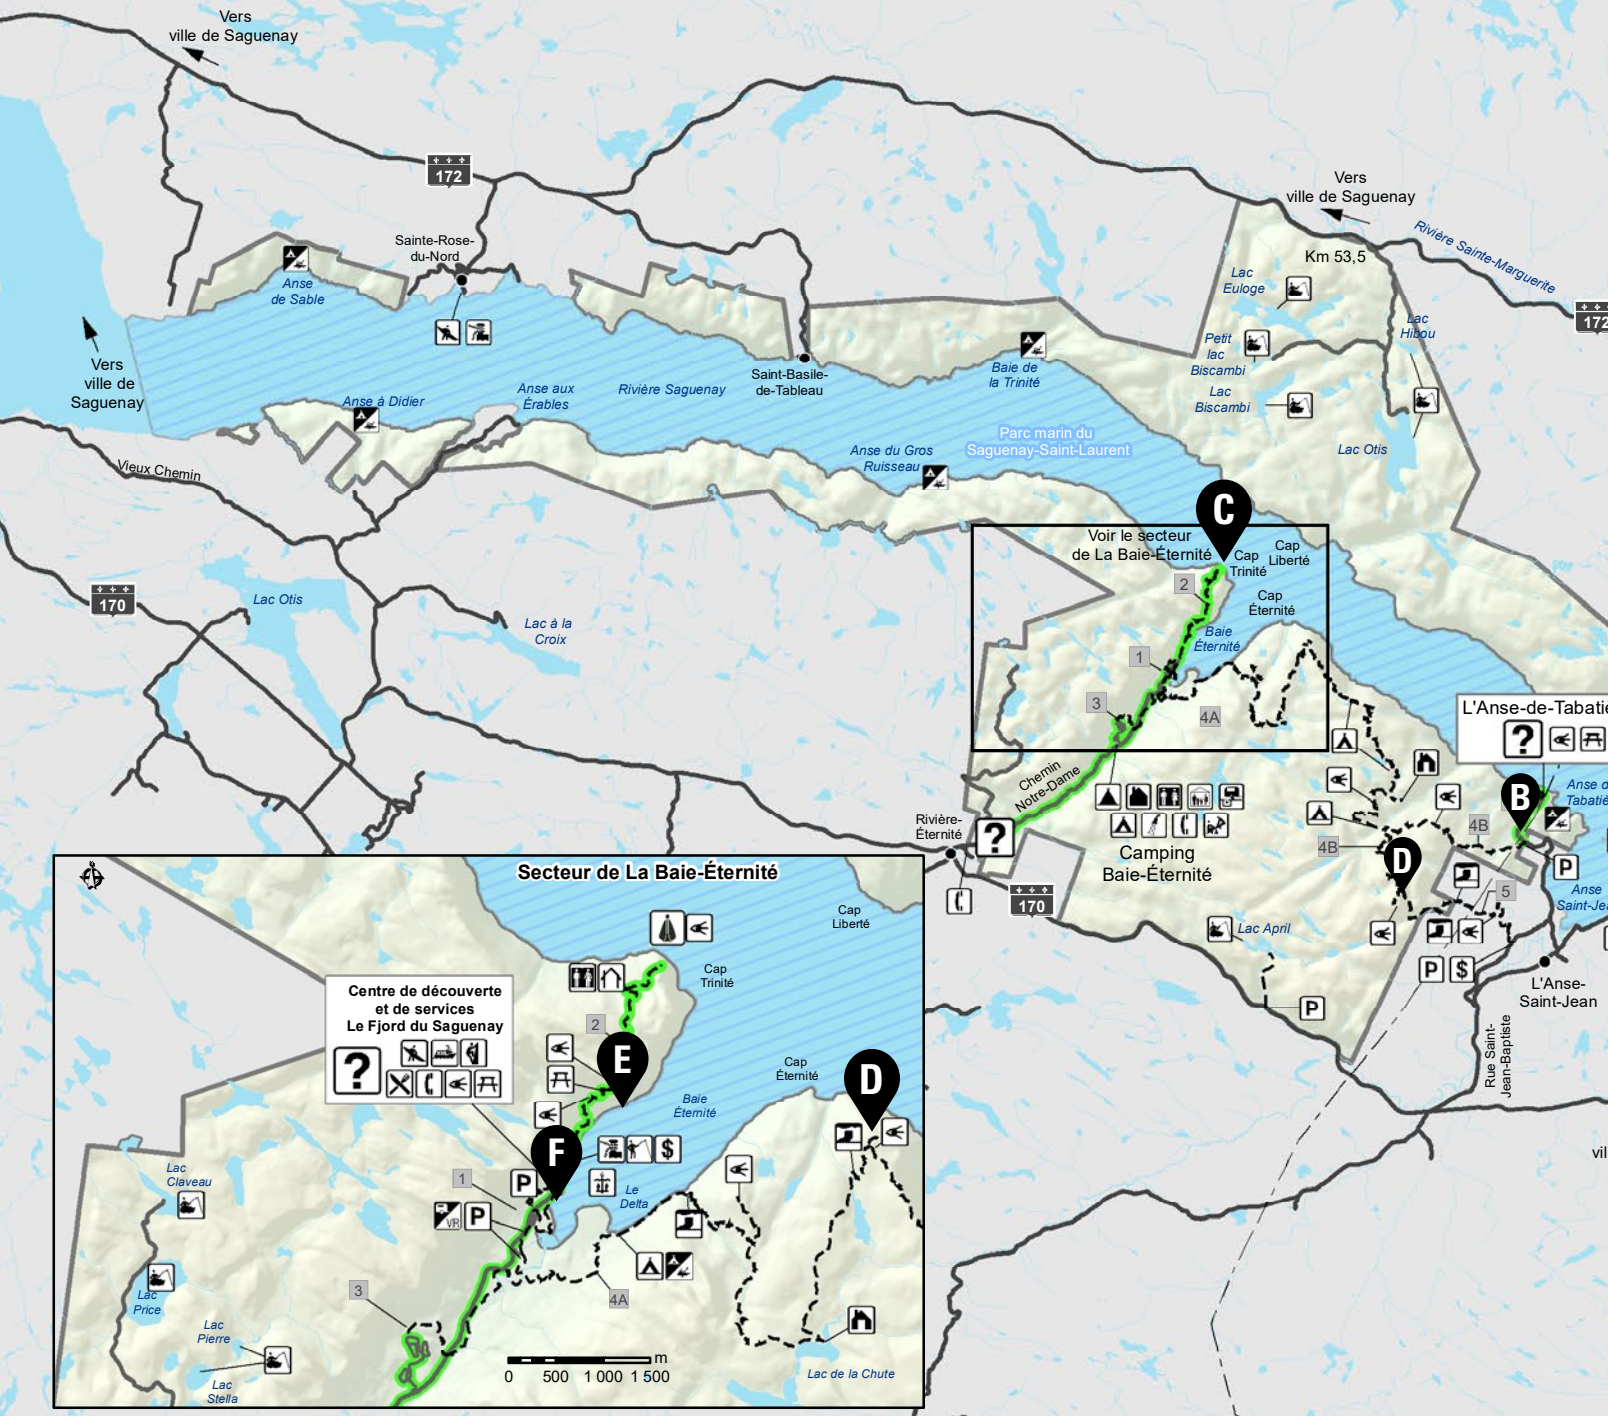 Vers
ville de Saguenay
172
Vers
ville de Saguenay
Rivière Sainte-Marguerite
Km 53,5
172
Sainte-Rose-
du-Nord
Anse
de Sable
Lac
Euloge
Lac
Hibou
Petit
lac
Biscambi
Lac
Biscambi
Lac Otis
Vers
ville de
Saguenay
Anse à Didier
Anse aux
Érables
Rivière Saguenay
Saint-Basile-
de-Tableau
Baie de
la Trinité
Parc marin du
Saguenay-Saint-Laurent
Anse du Gros
Ruisseau
Vieux Chemin
170
Lac Otis
Lac à la
Croix
C
Voir le secteur
de La Baie-Éternité
Cap
Trinité
Cap
Liberté
2
Cap
Éternité
Baie
Éternité
1
3
4A
Chemin
Notre-Dame
L'Anse-de-Tabatiè
?
B
Anse d
Tabatiè
Rivière-
Éternité
?
Camping
Baie-Éternité
4B
4B
D
P
5
Anse
Saint-Je
170
Lac April
P $
P
L'Anse-
Saint-Jean
Rue Saint-
Jean-Baptiste
vil
Secteur de La Baie-Éternité
Cap
Liberté
Cap
Trinité
Centre de découverte
et de services
Le Fjord du Saguenay
?
2
E
Cap
Éternité
D
Baie
Éternité
F
$
1
P
Le
Delta
VR
P
Lac
Claveau
Lac
Price
3
4A
Lac
Pierre
Lac
Stella
m
0 500 1 000 1 500
Lac de la Chute